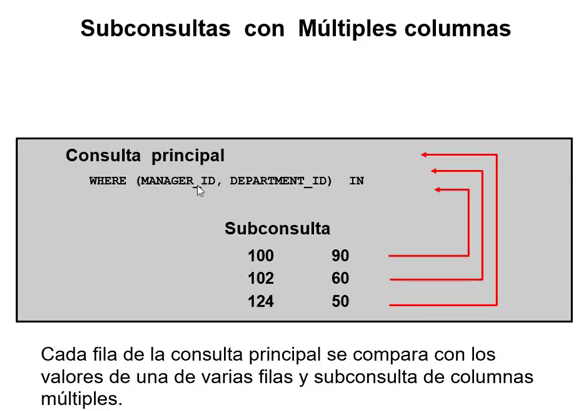 Subconsultas con Múltiples columnas
Consulta principal
WHERE (MANAGER_ID, DEPARTMENT_ID) IN
Subconsulta
100 90
102 60
124 50
Cada fila de la consulta principal se compara con los
valores de una de varias filas y subconsulta de columnas
múltiples.